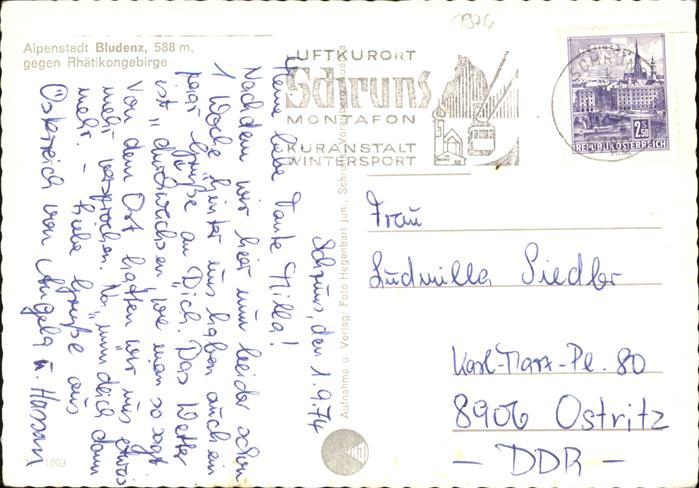 1974
Alpenstadt Bludenz, 588 m,
gegen Rhätikongebirge
LUFTKURORT
Schruns
MONTAFON
KURANSTALT
WINTERSPORT
2.50
REPUBLIK ÖSTERREICH
Schruns, den 1.9.74
Meine liebe Tante Milla!
Nachdem wir hier nun leider schon
1 Woche hinter uns haben auch ein
paar Grüße an Dich. Das Wetter
ist "durchwachsen" wie man so sagt.
Von dem Ort hatten wir uns etwas
mehr versprochen. Na, nun dich dann
mehr. – Liebe Grüße aus
Österreich von Angela u.
Aufnahme u. Verlag: Foto Hegenbart jun., Schruns
Frau
Ludmilla Siedler
Karl-Marx-Pl. 80
8906 Ostritz
– DDR –
1003